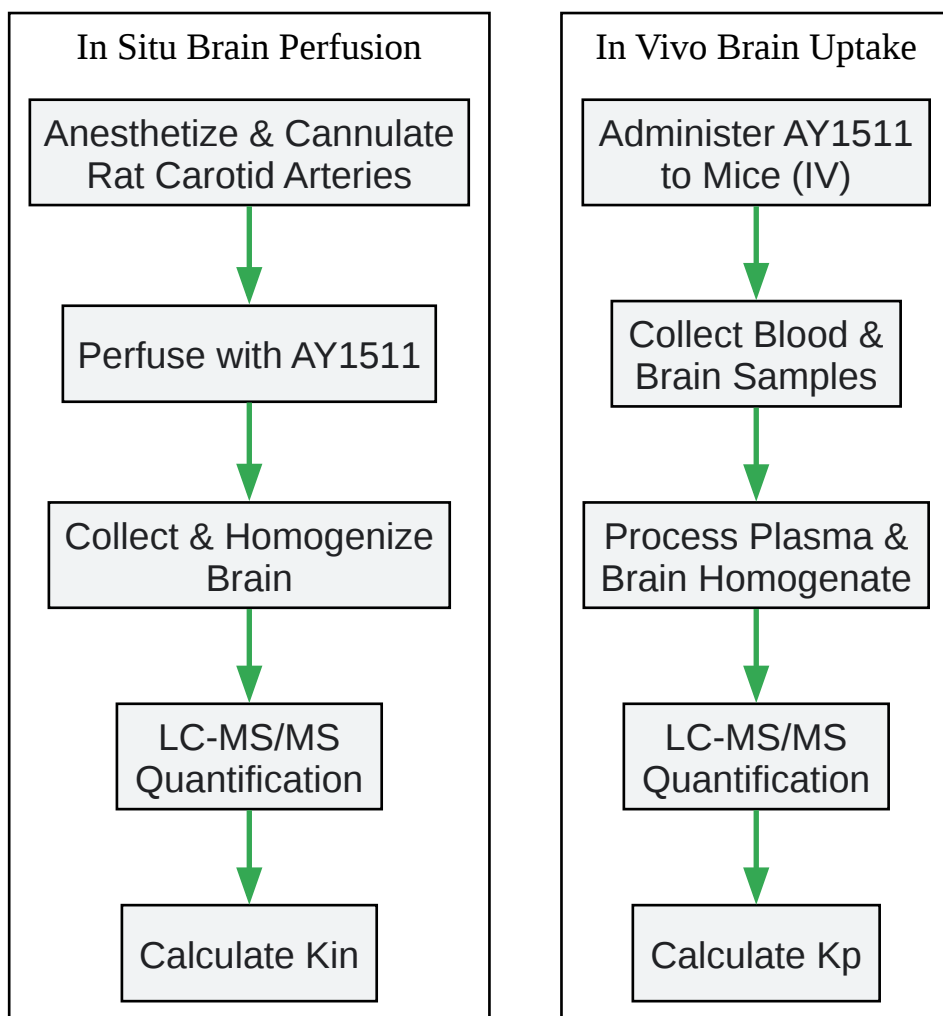 In Situ Brain Perfusion
Anesthetize & Cannulate
Rat Carotid Arteries
Perfuse with AY1511
Collect & Homogenize
Brain
LC-MS/MS
Quantification
Calculate Kin
In Vivo Brain Uptake
Administer AY1511
to Mice (IV)
Collect Blood &
Brain Samples
Process Plasma &
Brain Homogenate
LC-MS/MS
Quantification
Calculate Kp